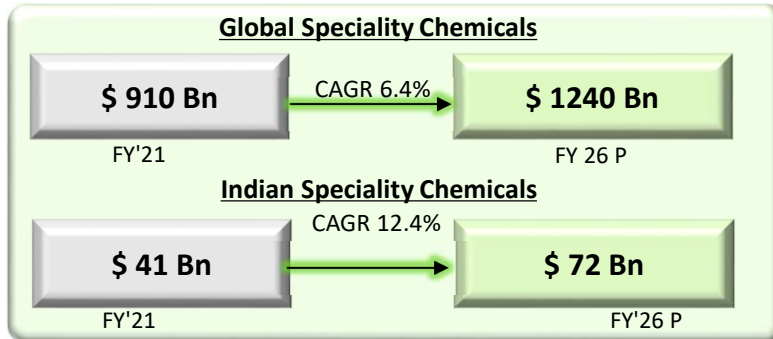 Global Speciality Chemicals
$ 910 Bn
CAGR 6.4%
$ 1240 Bn
FY'21
FY 26 P
Indian Speciality Chemicals
CAGR 12.4%
$ 41 Bn
$ 72 Bn
FY'21
FY'26 P